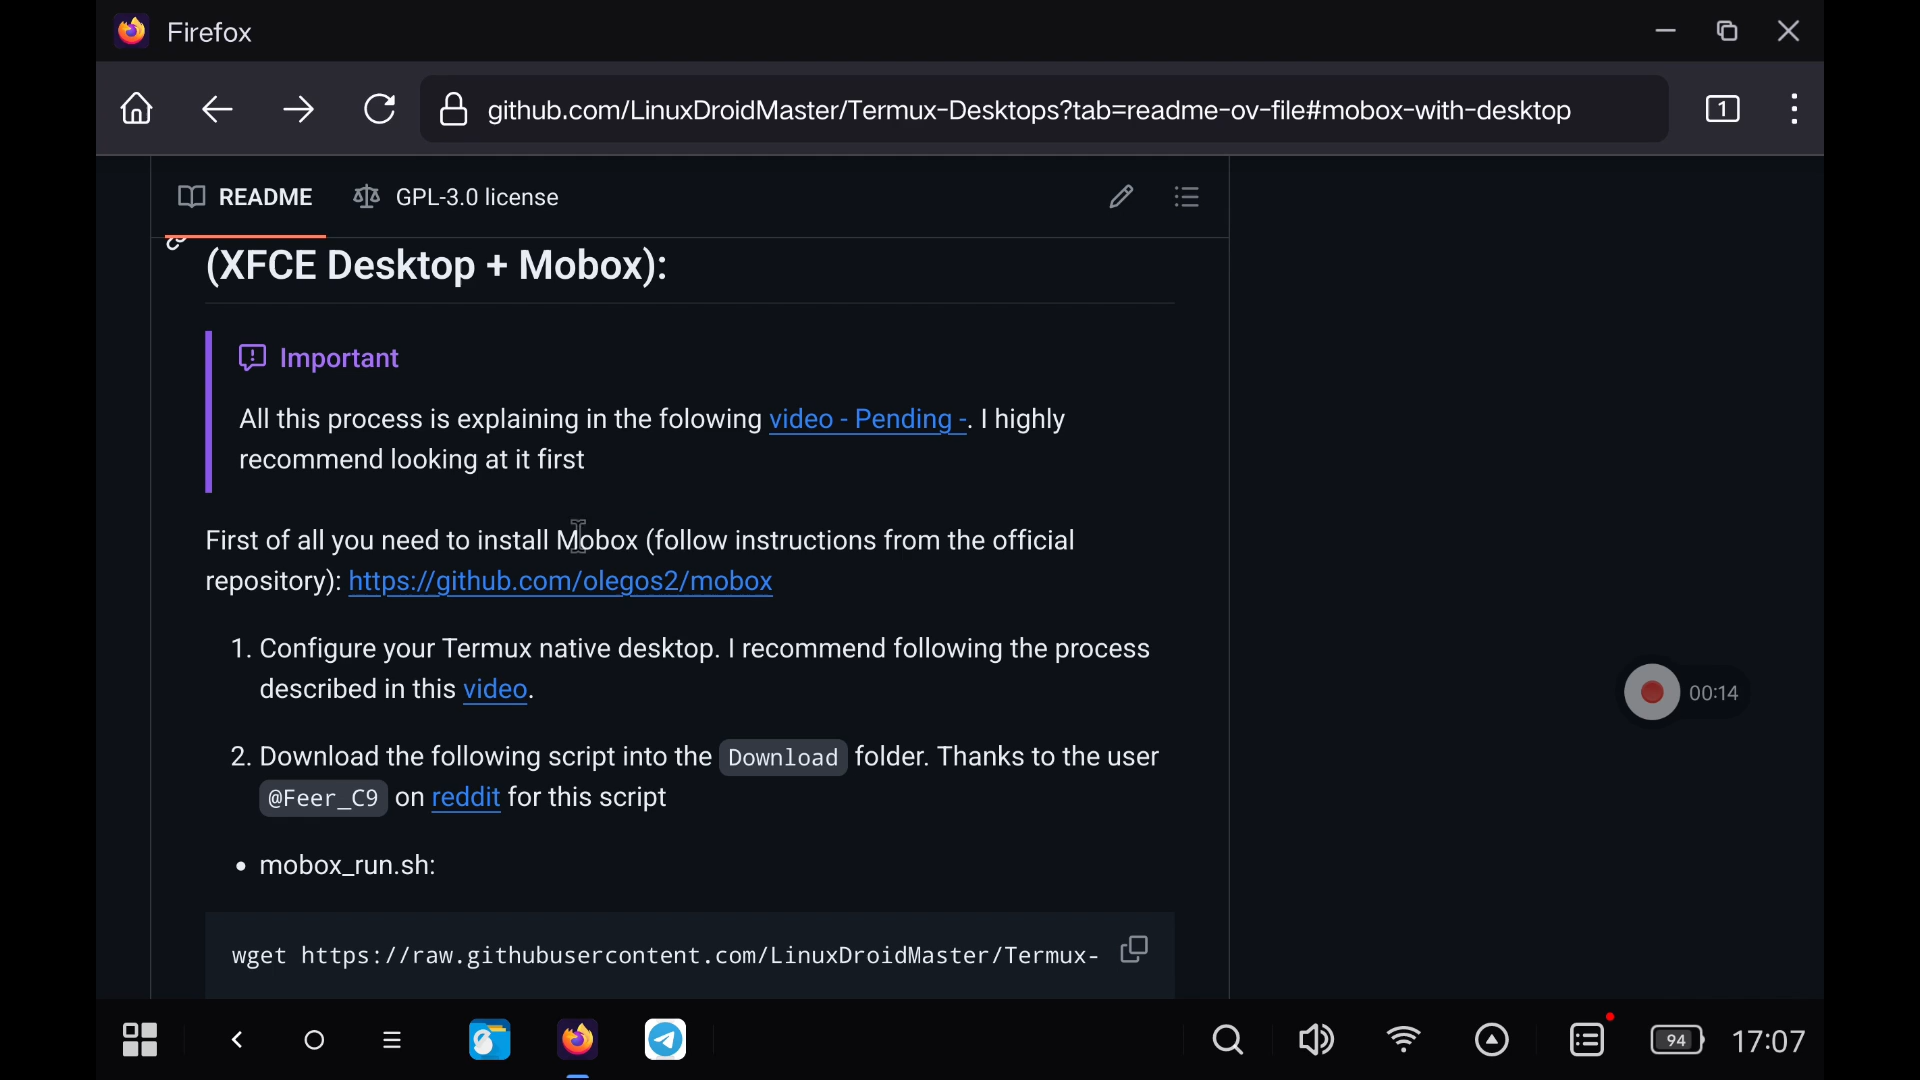 Firefox
github.com/LinuxDroidMaster/Termux-Desktops?tab=readme-ov-file#mobox-with-desktop
1
README
GPL-3.0 license
(XFCE Desktop + Mobox):
Important
All this process is explaining in the folowing video - Pending -. I highly
recommend looking at it first
First of all you need to install Mobox (follow instructions from the official
repository): https://github.com/olegos2/mobox
1. Configure your Termux native desktop. I recommend following the process
described in this video.
00:14
2. Download the following script into the Download folder. Thanks to the user
@Feer_C9 on reddit for this script
• mobox_run.sh:
wget https://raw.githubusercontent.com/LinuxDroidMaster/Termux-
94
17:07